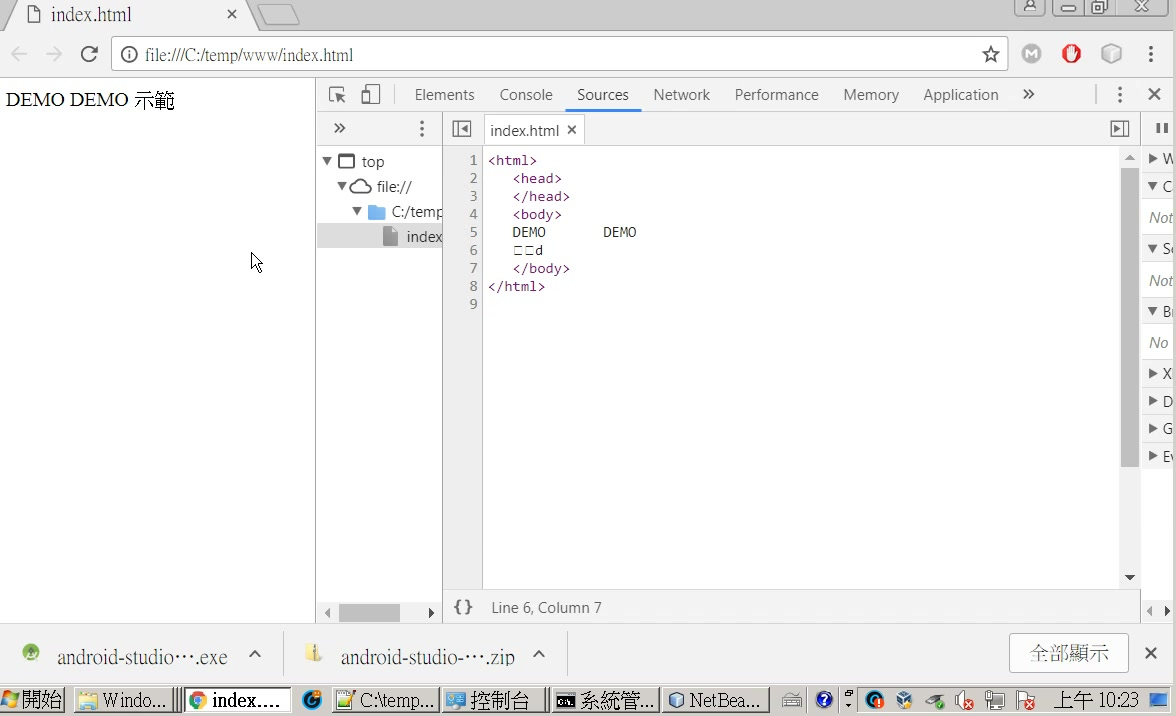 index.html
file:///C:/temp/www/index.html
DEMO DEMO 示範
Elements Console Sources Network Performance Memory Application
index.html
top
file://
C:/temp
index
1 <html>
2 <head>
3 </head>
4 <body>
5 DEMO DEMO
6 □□d
7 </body>
8 </html>
9
W
C
Not
Sc
Not
Br
No
X
D
G
Ev
{} Line 6, Column 7
android-studio-….exe
android-studio-….zip
全部顯示
開始
Windo...
index....
C:\temp...
控制台
系統管...
NetBea...
上午 10:23